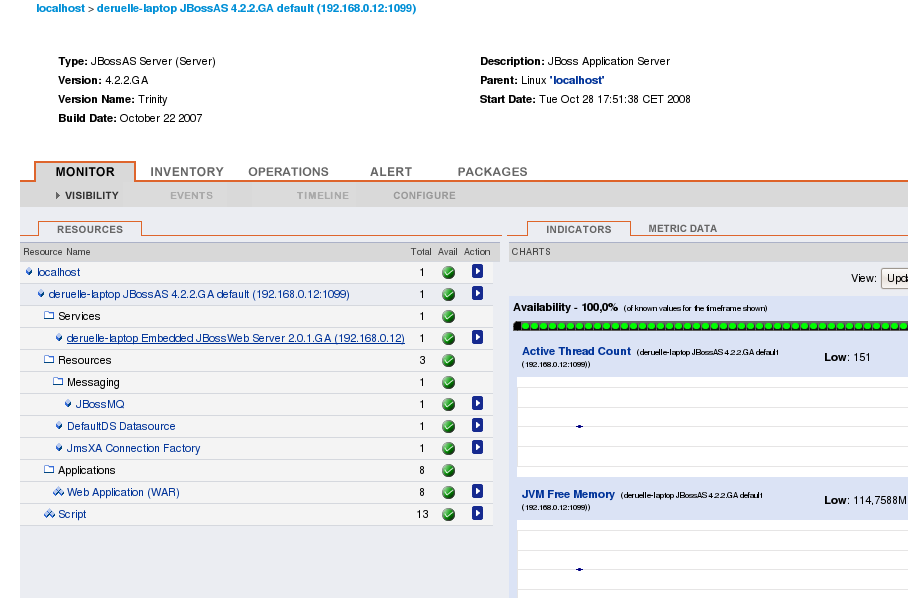 localhost > deruelle-laptop JBossAS 4.2.2.GA default (192.168.0.12:1099)
Type: JBossAS Server (Server)
Description: JBoss Application Server
Version: 4.2.2.GA
Parent: Linux 'localhost'
Version Name: Trinity
Start Date: Tue Oct 28 17:51:38 CET 2008
Build Date: October 22 2007
MONITOR INVENTORY OPERATIONS ALERT PACKAGES
VISIBILITY EVENTS TIMELINE CONFIGURE
RESOURCES
Resource Name Total Avail Action
localhost 1
deruelle-laptop JBossAS 4.2.2.GA default (192.168.0.12:1099) 1
Services 1
deruelle-laptop Embedded JBossWeb Server 2.0.1.GA (192.168.0.12) 1
Resources 3
Messaging 1
JBossMQ 1
DefaultDS Datasource 1
JmsXA Connection Factory 1
Applications 8
Web Application (WAR) 8
Script 13
INDICATORS METRIC DATA
CHARTS
View: Upd
Availability - 100,0% (of known values for the timeframe shown)
Active Thread Count (deruelle-laptop JBossAS 4.2.2.GA default
(192.168.0.12:1099))
Low: 151
JVM Free Memory (deruelle-laptop JBossAS 4.2.2.GA default
(192.168.0.12:1099))
Low: 114,7588M